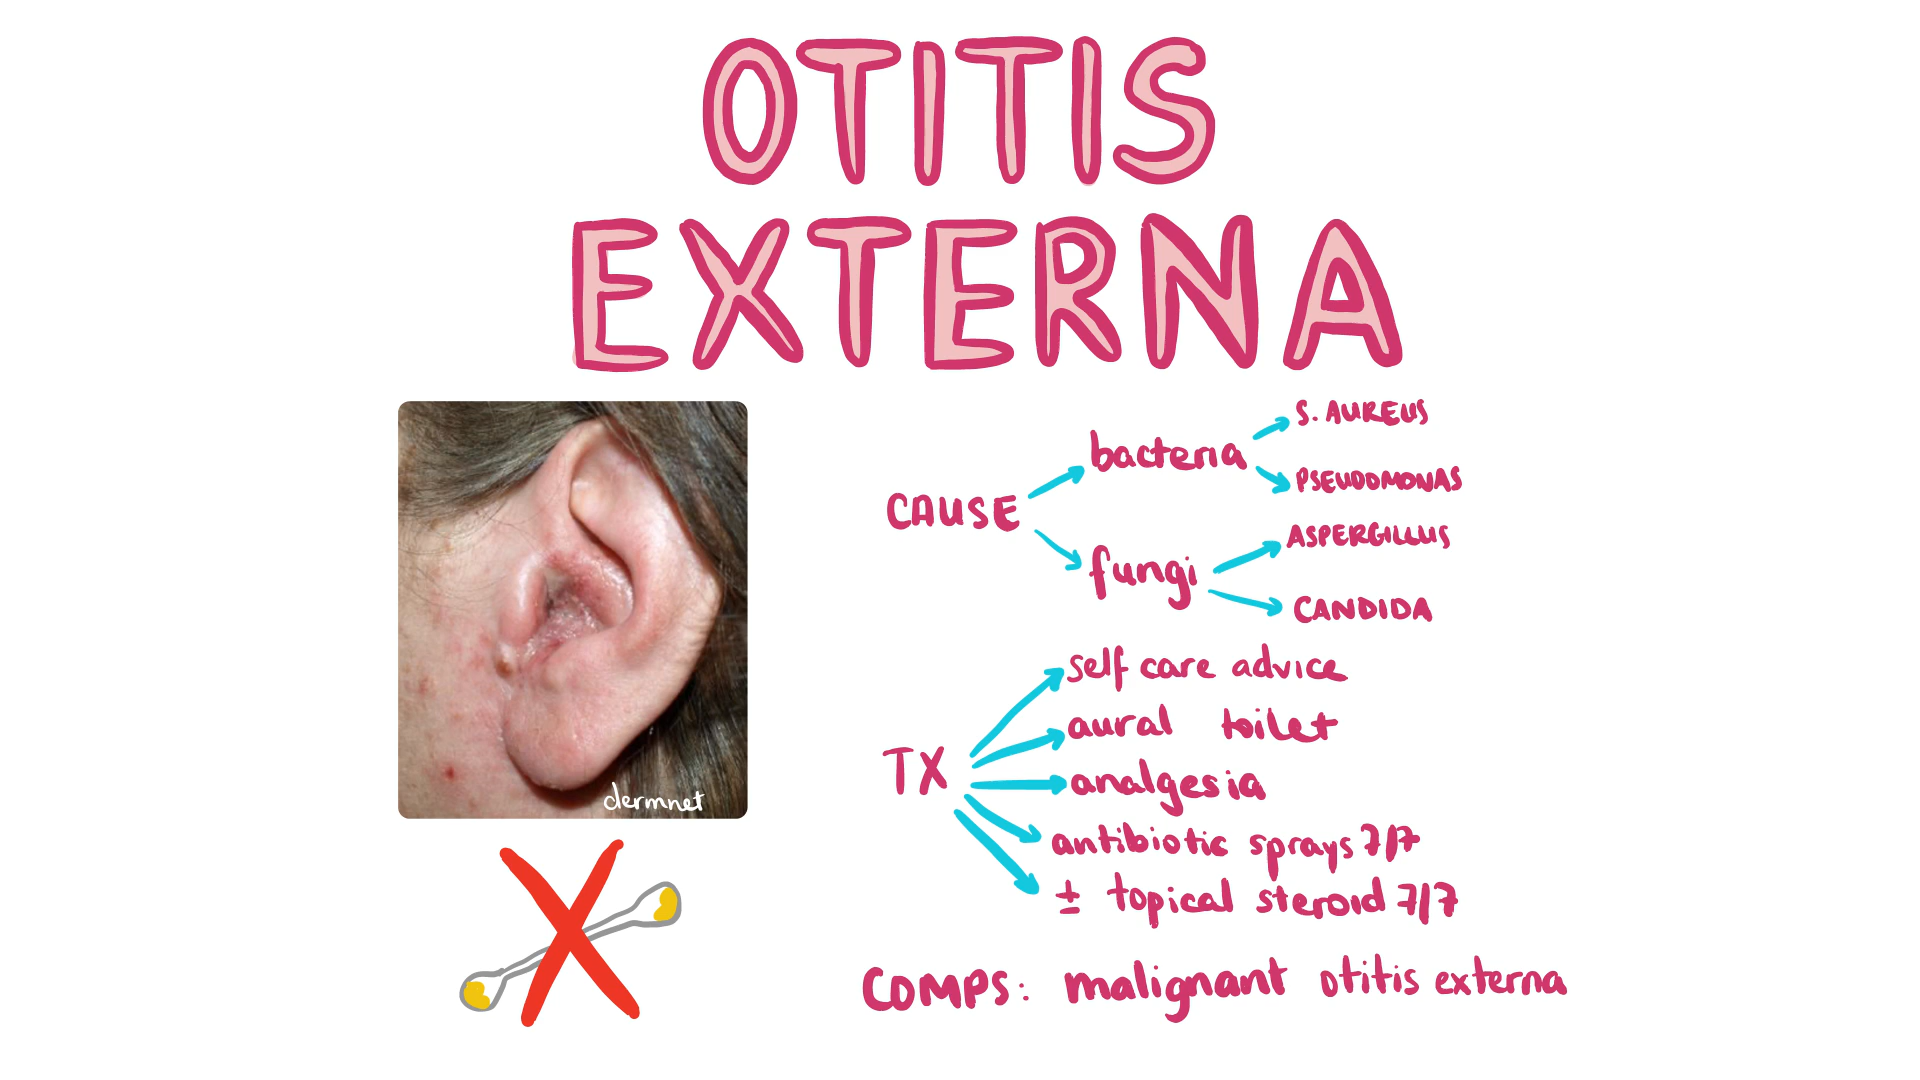 OTITIS
EXTERNA
CAUSE
bacteria
S. AUREUS
PSEUDOMONAS
fungi
ASPERGILLUS
CANDIDA
TX
self care advice
aural toilet
analgesia
antibiotic sprays 7/7
± topical steroid 7/7
COMPS: malignant otitis externa
dermnet